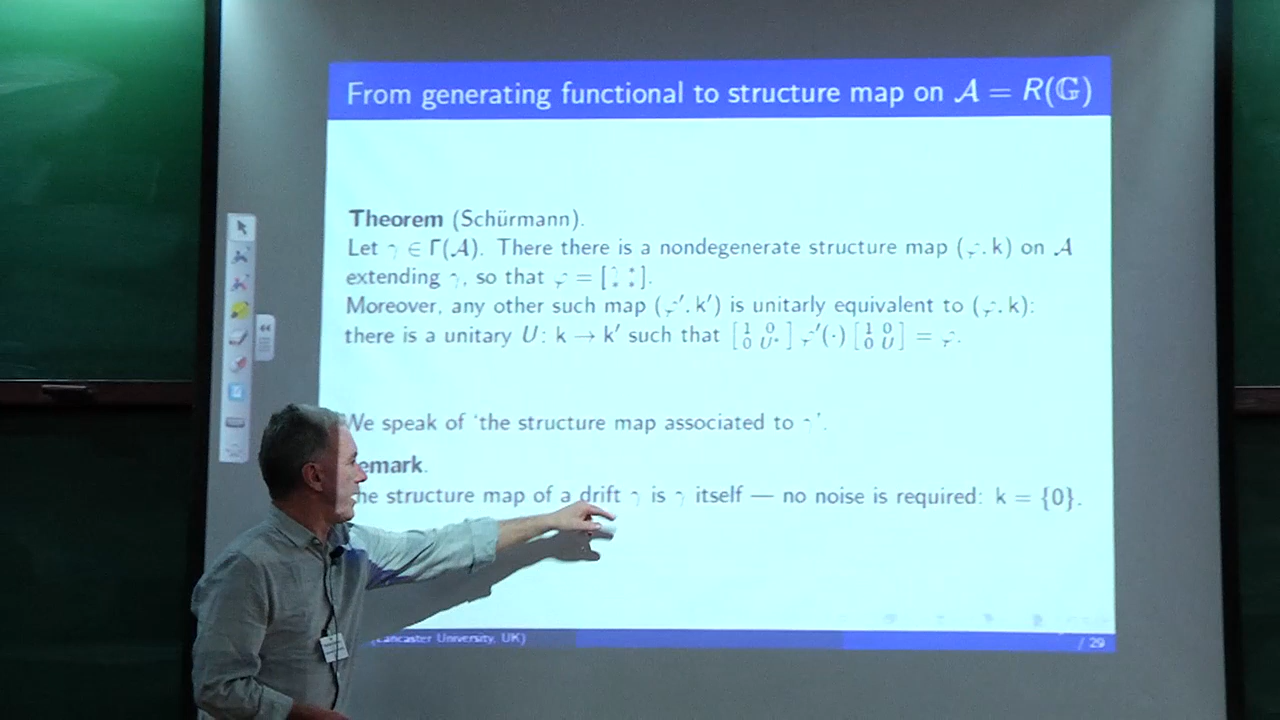 From generating functional to structure map on 𝒜 = R(𝔾)
Theorem (Schürmann).
Let γ ∈ Γ(𝒜). There there is a nondegenerate structure map (φ, k) on 𝒜
extending γ, so that φ =
Moreover, any other such map (φ′, k′) is unitarly equivalent to (φ, k):
there is a unitary U: k → k′ such that [1 0 0 U*] φ′(·) [1 0 0 U] = φ.
We speak of 'the structure map associated to γ'.
emark.
he structure map of a drift γ is γ itself — no noise is required: k = {0}.
(Lancaster University, UK)
/ 29